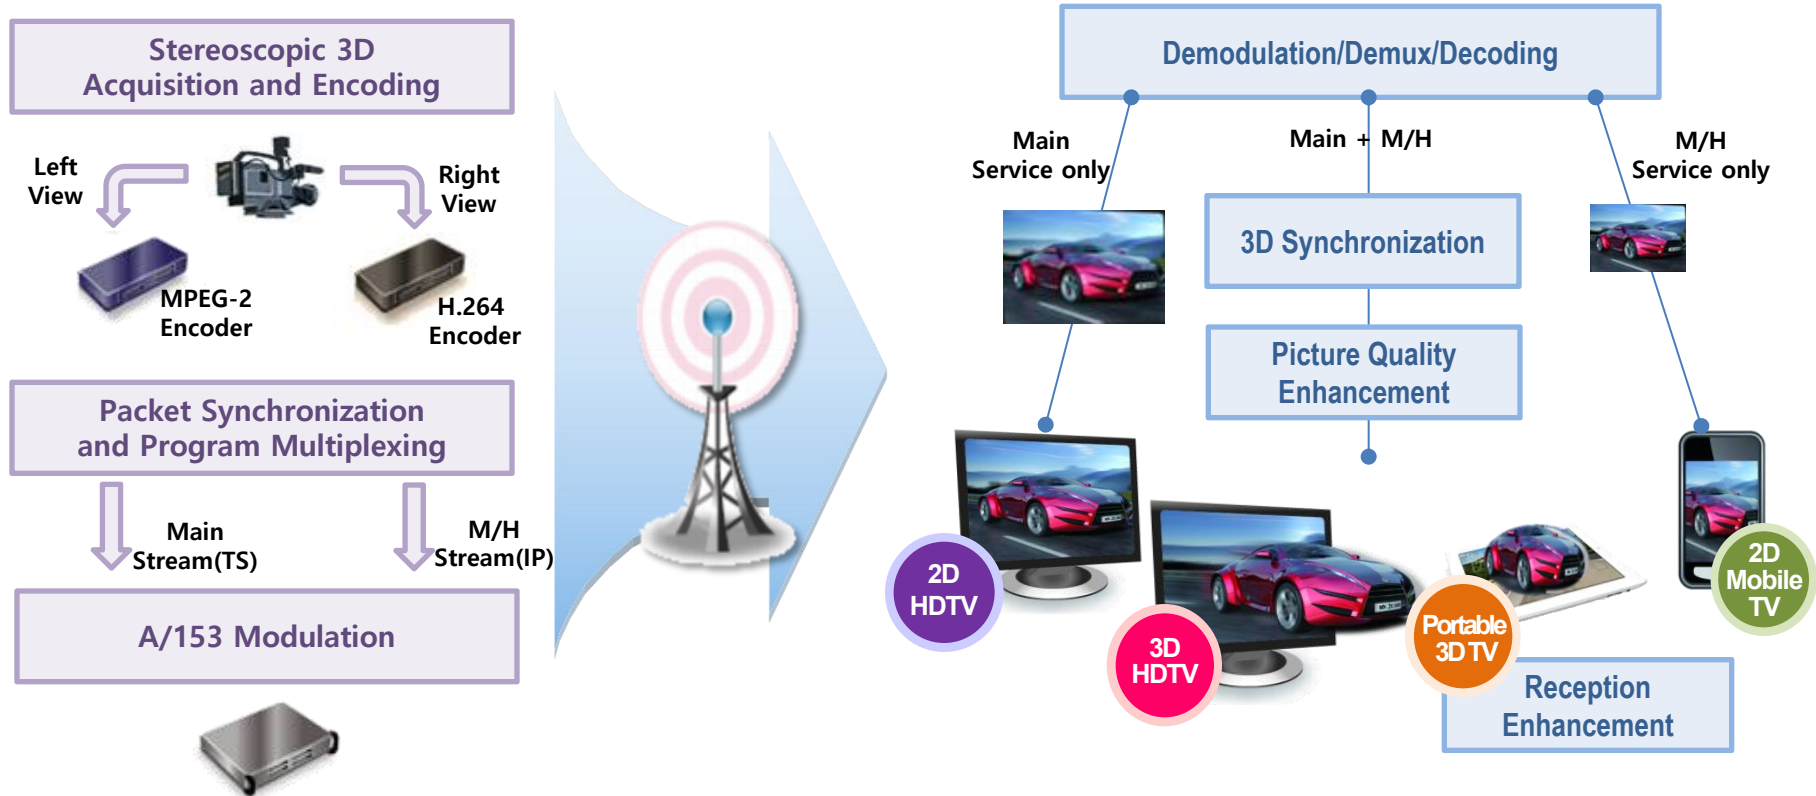 Stereoscopic 3D
Acquisition and Encoding
Left
View
Right
View
MPEG-2
Encoder
H.264
Encoder
Packet Synchronization
and Program Multiplexing
Main
Stream(TS)
M/H
Stream(IP)
A/153 Modulation
Demodulation/Demux/Decoding
Main
Service only
Main + M/H
M/H
Service only
3D Synchronization
Picture Quality
Enhancement
2D
HDTV
3D
HDTV
Portable
3D TV
2D
Mobile
TV
Reception
Enhancement